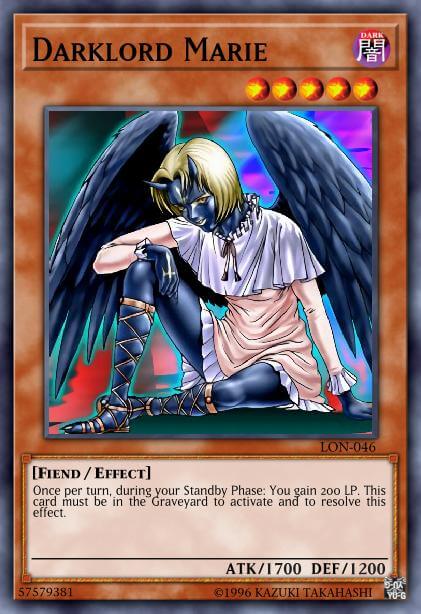 Darklord Marie
DARK
闇
LON-046
[Fiend / Effect]
Once per turn, during your Standby Phase: You gain 200 LP. This
card must be in the Graveyard to activate and to resolve this
effect.
ATK/1700 DEF/1200
57579381
©1996 KAZUKI TAKAHASHI